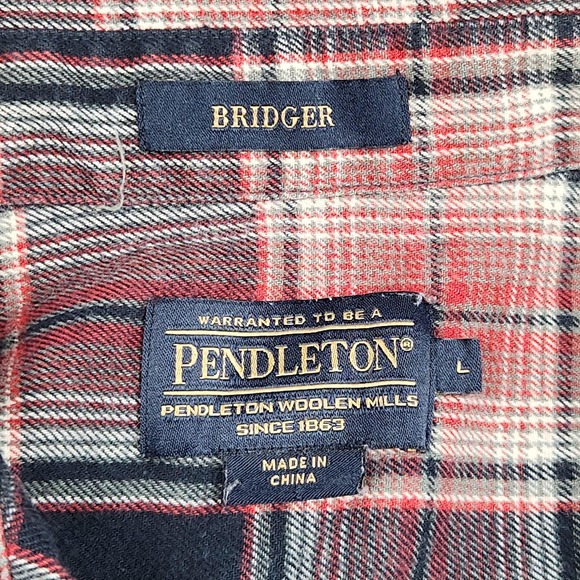 BRIDGER
WARRANTED TO BE A
PENDLETON®
L
PENDLETON WOOLEN MILLS
SINCE 1863
MADE IN
CHINA